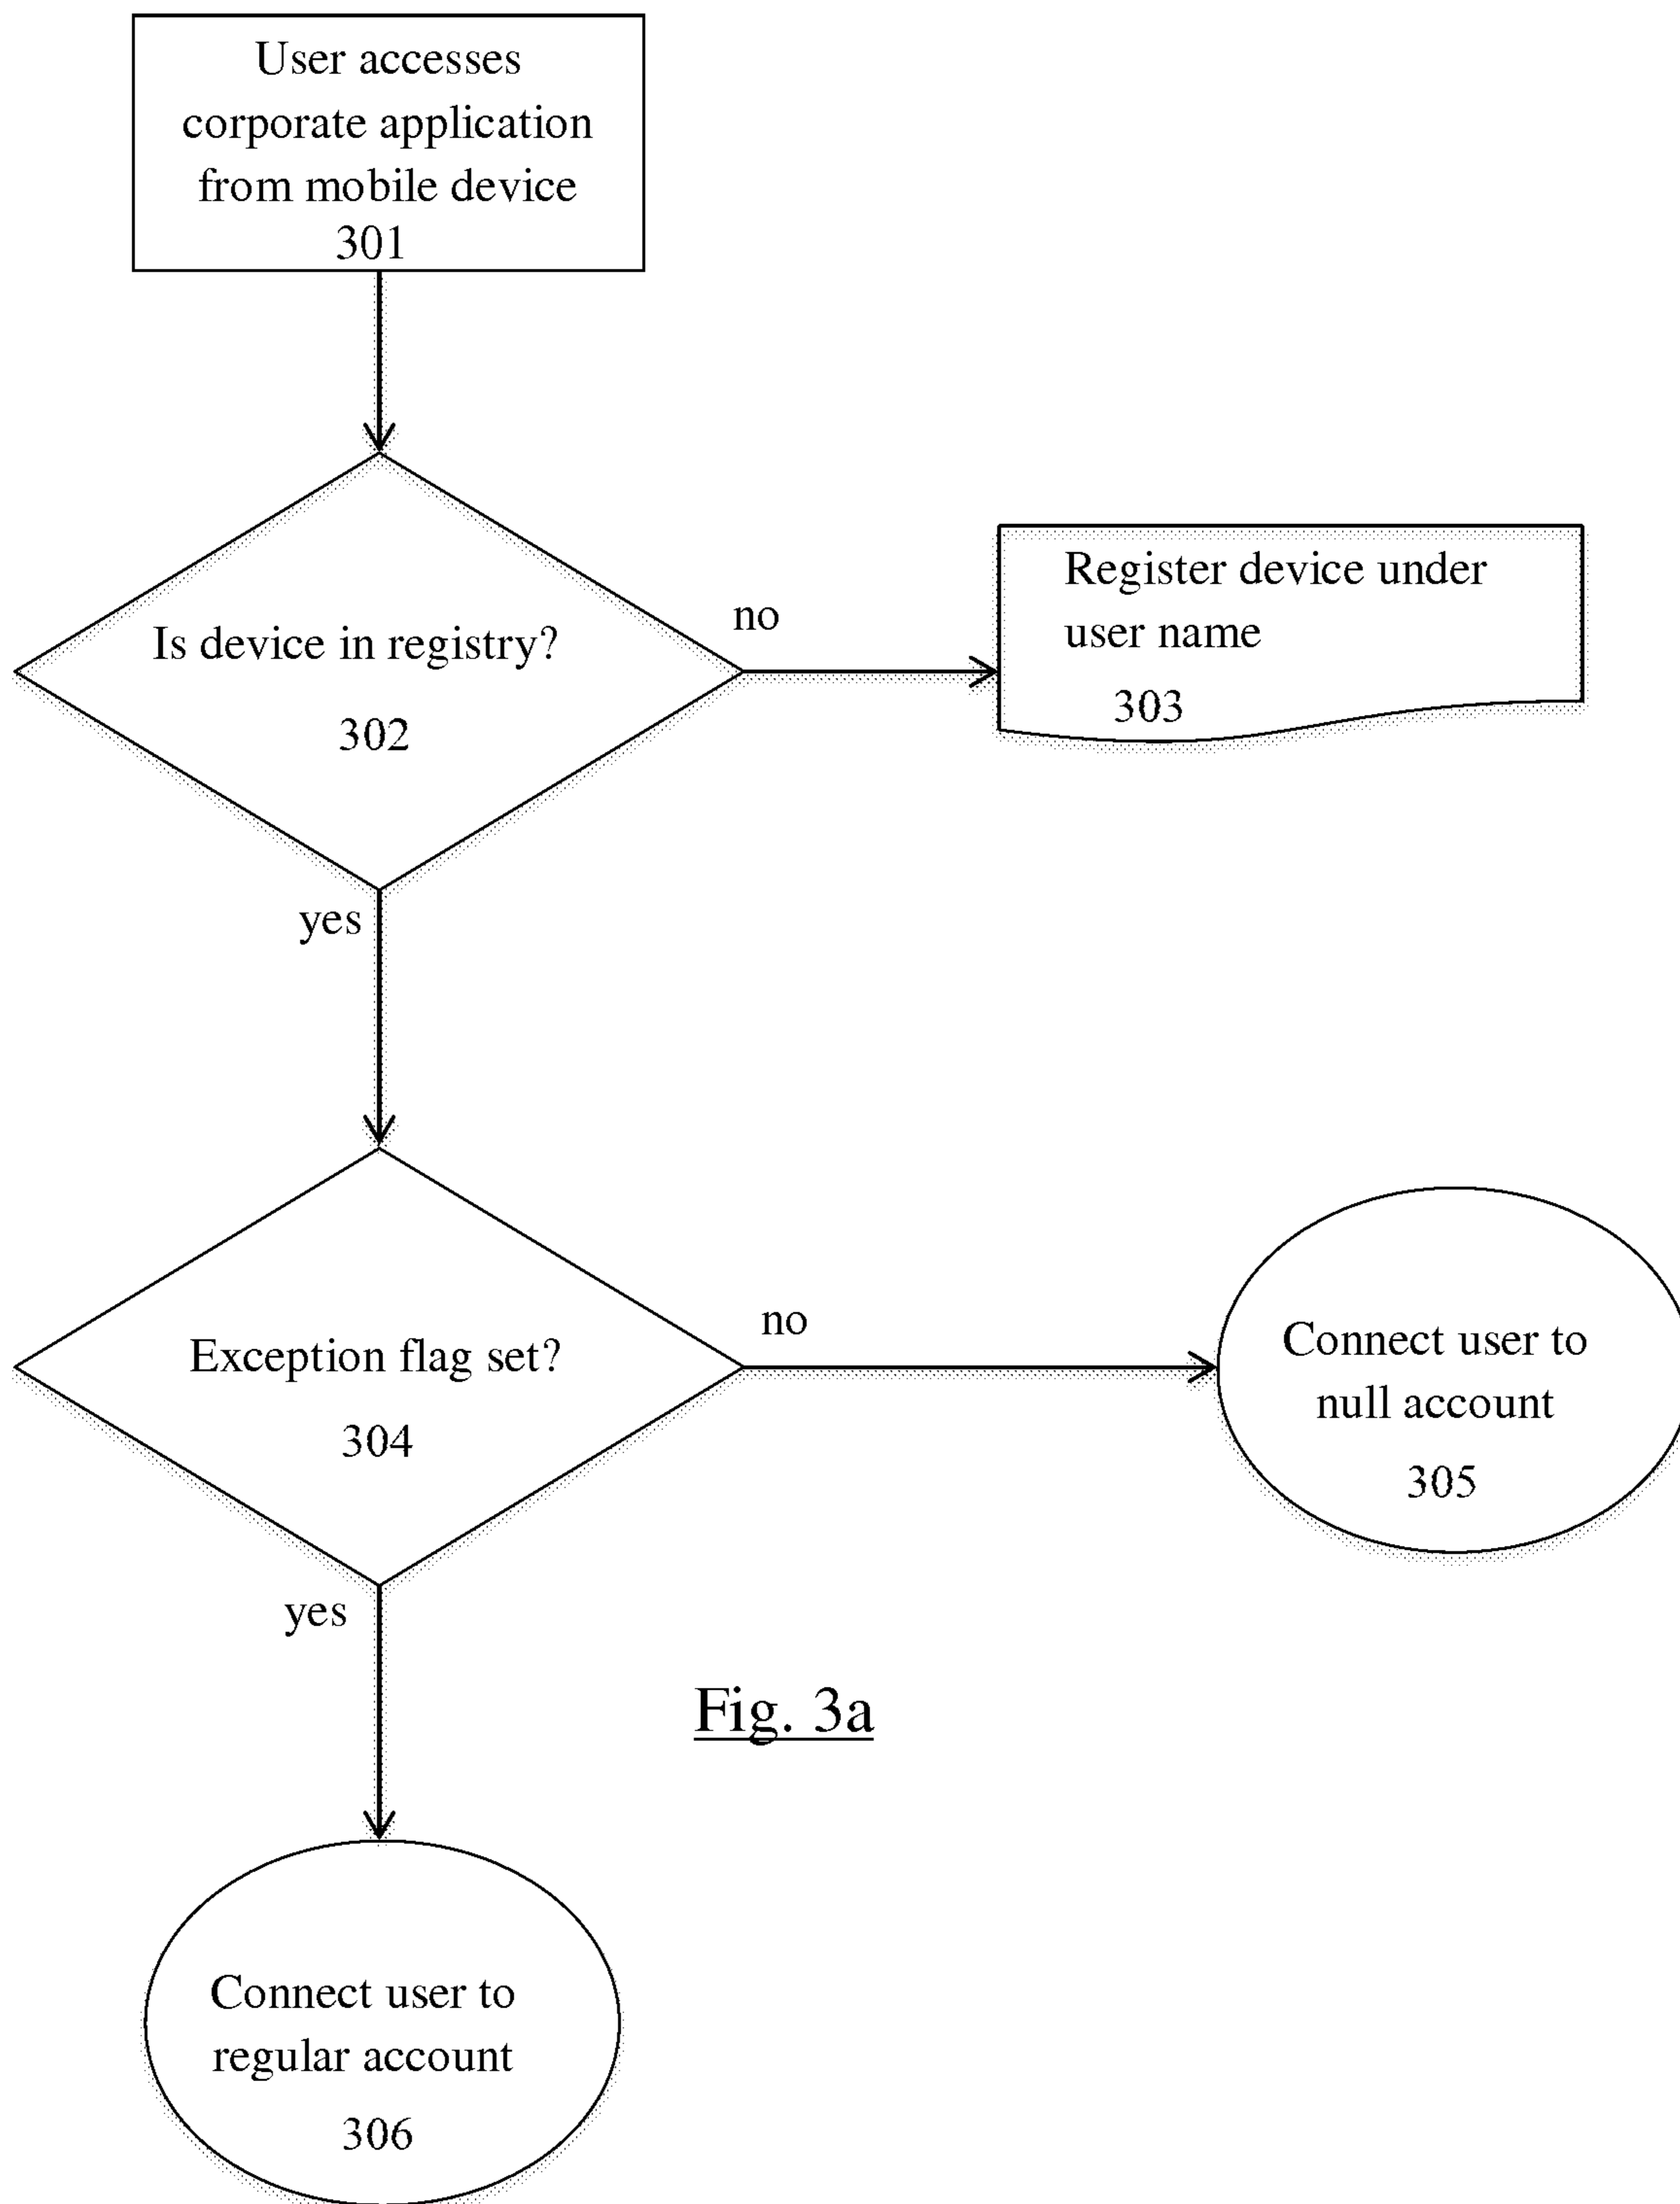 User accesses
corporate application
from mobile device
301
Is device in registry?
302
no
Register device under
user name
303
yes
Exception flag set?
304
no
Connect user to
null account
305
yes
Fig. 3a
Connect user to
regular account
306